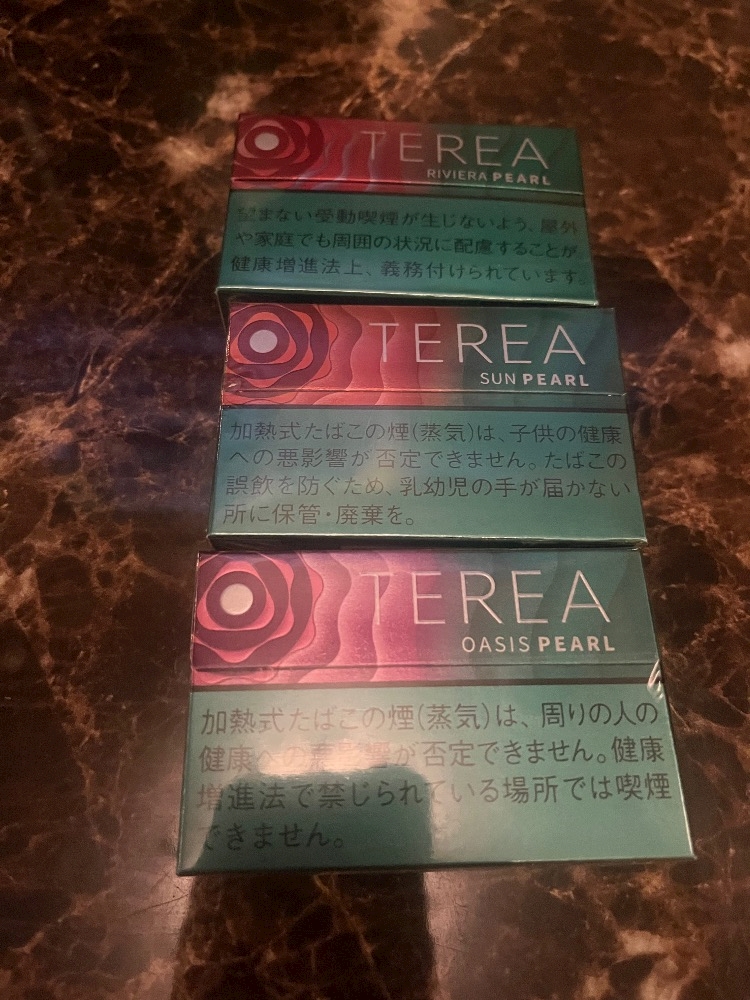 TEREA
RIVIERA PEARL
望まない受動喫煙が生じないよう、屋外
や家庭でも周囲の状況に配慮することが、
健康増進法上、義務付けられています。
TEREA
SUN PEARL
加熱式たばこの煙(蒸気)は、子供の健康
への悪影響が否定できません。たばこの
誤飲を防ぐため、乳幼児の手が届かない
所に保管・廃棄を。
TEREA
OASIS PEARL
加熱式たばこの煙(蒸気)は、周りの人の
健康への悪影響が否定できません。健康
増進法で禁じられている場所では喫煙
できません。